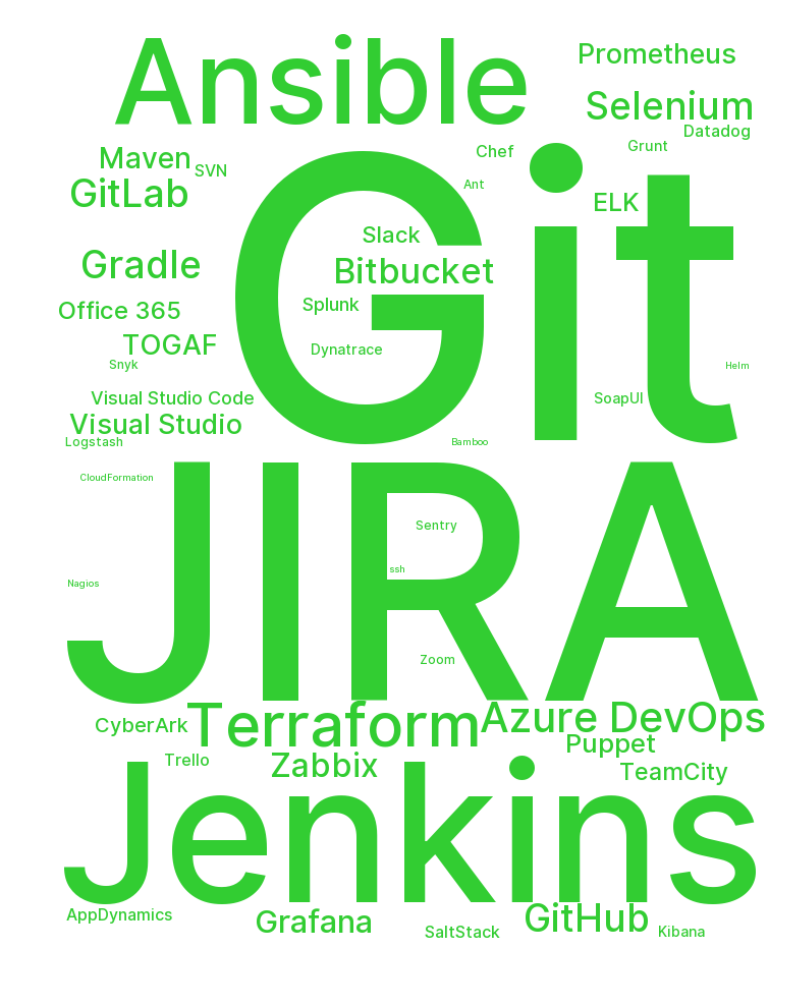 Ansible
Prometheus
Selenium
Datadog
Grunt
Chef
Maven
SVN
GitLab
Ant
ELK
Git
Slack
Gradle
Bitbucket
Office 365
Splunk
TOGAF
Dynatrace
Snyk
Helm
Visual Studio Code
SoapUI
Visual Studio
Logstash
Bamboo
CloudFormation
JIRA
Sentry
ssh
Nagios
Zoom
CyberArk
Terraform
Azure DevOps
Puppet
Trello
Zabbix
TeamCity
Jenkins
AppDynamics
Grafana
SaltStack
GitHub
Kibana